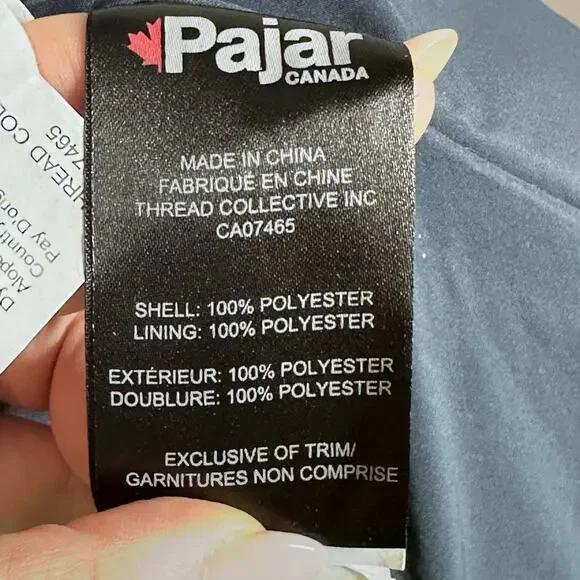 Pajar
CANADA
MADE IN CHINA
FABRIQUÉ EN CHINE
THREAD COLLECTIVE INC
CA07465
SHELL: 100% POLYESTER
LINING: 100% POLYESTER
EXTÉRIEUR: 100% POLYESTER
DOUBLURE: 100% POLYESTER
EXCLUSIVE OF TRIM/
GARNITURES NON COMPRISE
7465